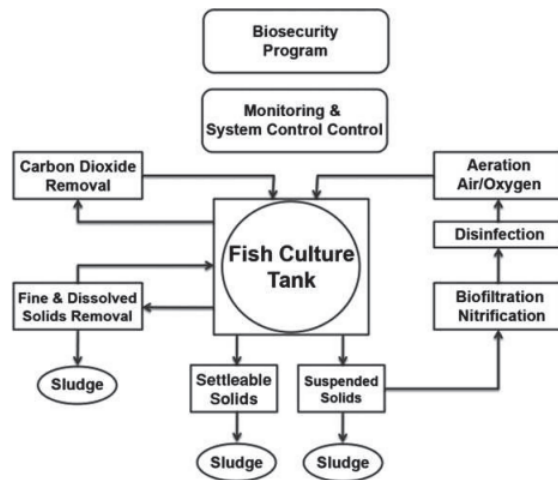 Biosecurity
Program
Monitoring &
System Control Control
Carbon Dioxide
Removal
Aeration
Air/Oxygen
Fish Culture
Tank
Disinfection
Fine & Dissolved
Solids Removal
Biofiltration
Nitrification
Sludge
Settleable
Solids
Suspended
Solids
Sludge
Sludge